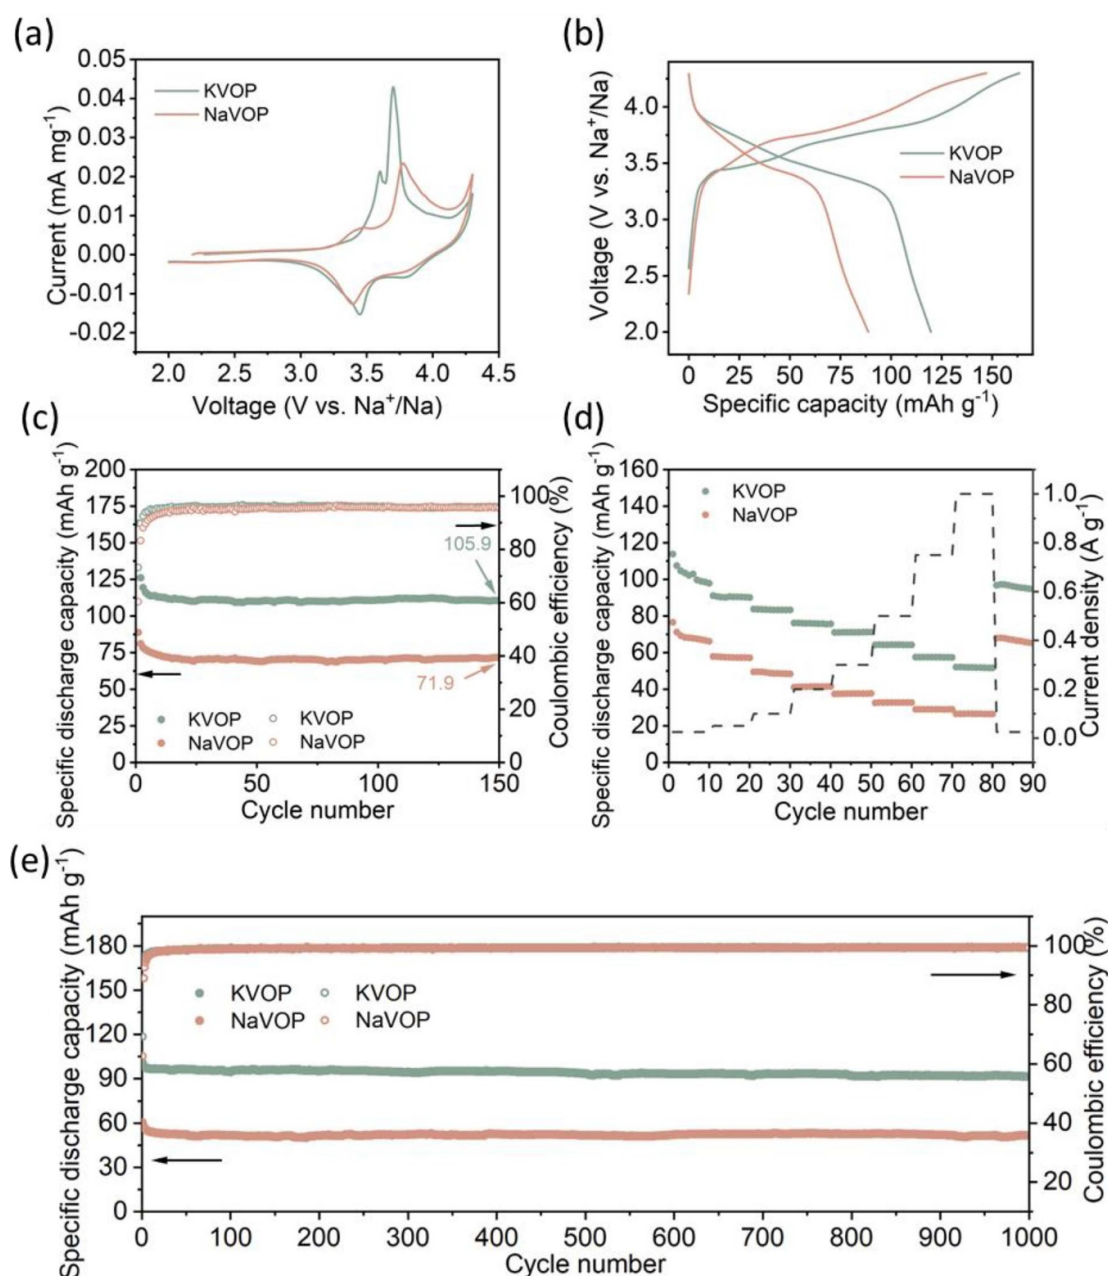 (a)
0.05
0.04
0.03
0.02
0.01
0.00
-0.01
-0.02
Current (mA mg⁻¹)
KVOP
NaVOP
2.0 2.5 3.0 3.5 4.0 4.5
Voltage (V vs. Na⁺/Na)
(b)
4.0
3.5
3.0
2.5
2.0
Voltage (V vs. Na⁺/Na)
KVOP
NaVOP
0 25 50 75 100 125 150
Specific capacity (mAh g⁻¹)
(c)
200
175
150
125
100
75
50
25
0
Specific discharge capacity (mAh g⁻¹)
105.9
71.9
KVOP KVOP
NaVOP NaVOP
100
80
60
40
20
0
Coulombic efficiency (%)
0 50 100 150
Cycle number
(d)
160
140
120
100
80
60
40
20
0
Specific discharge capacity (mAh g⁻¹)
KVOP
NaVOP
1.0
0.8
0.6
0.4
0.2
0.0
Current density (A g⁻¹)
0 10 20 30 40 50 60 70 80 90
Cycle number
(e)
180
150
120
90
60
30
0
Specific discharge capacity (mAh g⁻¹)
KVOP KVOP
NaVOP NaVOP
100
80
60
40
20
Coulombic efficiency (%)
0 100 200 300 400 500 600 700 800 900 1000
Cycle number